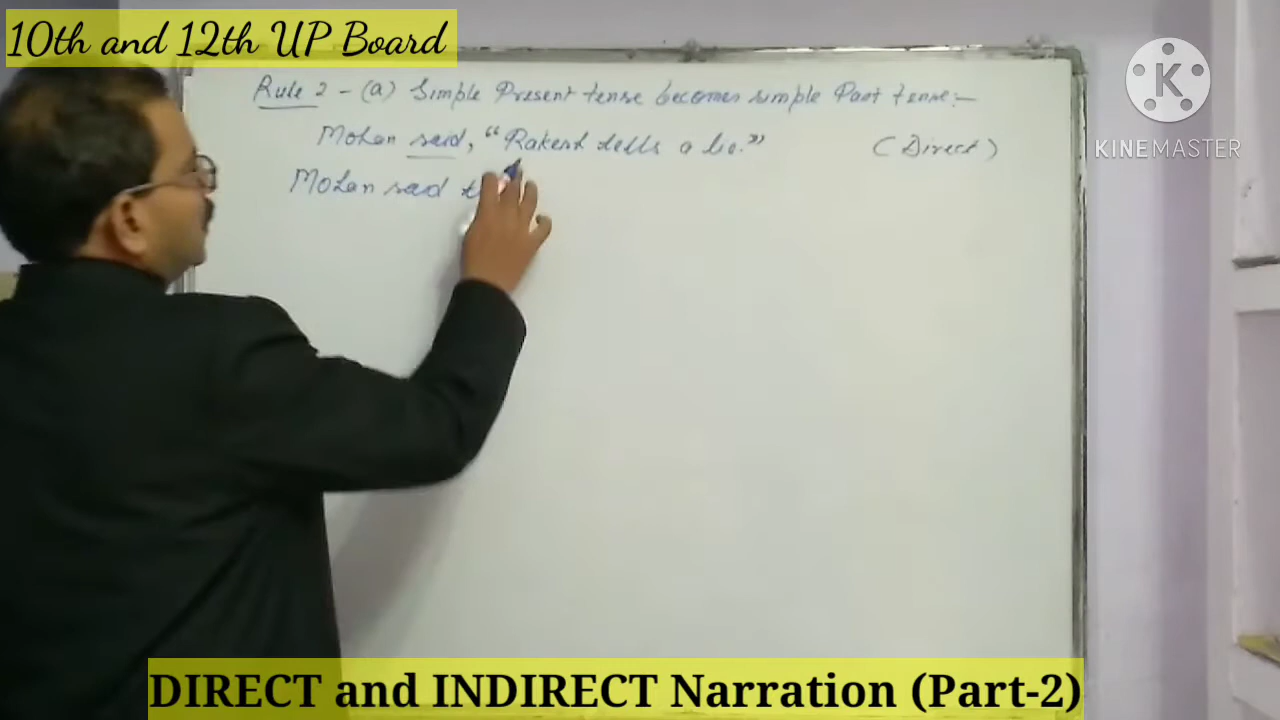 10th and 12th UP Board
KINEMASTER
Rule 2 - (a) Simple Present tense becomes simple Past tense:-
Mohan said, "Rakesh tells a lie." (Direct)
Mohan said
DIRECT and INDIRECT Narration (Part-2)